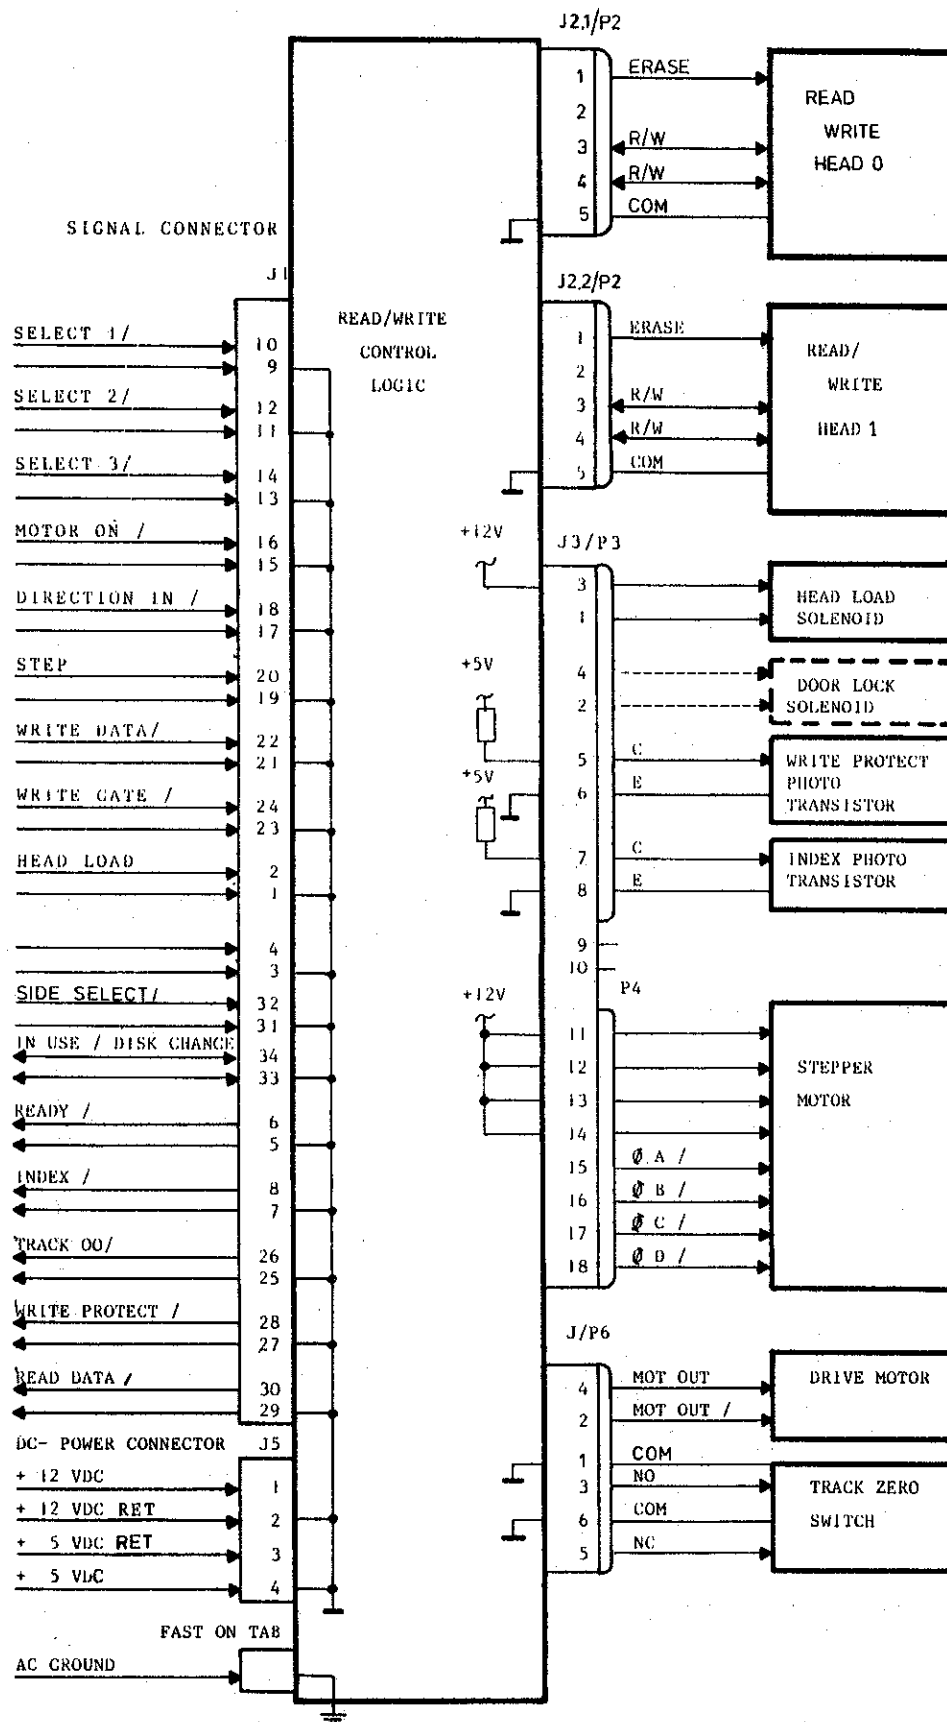 J2,1/P2
1 ERASE
2
3 R/W
4 R/W
5 COM
READ
WRITE
HEAD 0
SIGNAL CONNECTOR
J1
READ/WRITE
CONTROL
LOGIC
J2,2/P2
1 ERASE
2
3 R/W
4 R/W
5 COM
READ/
WRITE
HEAD 1
SELECT 1/ 10
9
SELECT 2/ 12
11
SELECT 3/ 14
13
MOTOR ON / 16
15
DIRECTION IN / 18
17
STEP 20
19
WRITE DATA/ 22
21
WRITE GATE / 24
23
HEAD LOAD 2
1
4
3
SIDE SELECT/ 32
31
IN USE / DISK CHANGE 34
33
READY / 6
5
INDEX / 8
7
TRACK 00/ 26
25
WRITE PROTECT / 28
27
READ DATA / 30
29
+12V
J3/P3
3
1
HEAD LOAD
SOLENOID
+5V
4
2
DOOR LOCK
SOLENOID
5 C
+5V
6 E
WRITE PROTECT
PHOTO
TRANSISTOR
7 C
8 E
INDEX PHOTO
TRANSISTOR
9
10
P4
+12V
11
12
13
14
15 Ø A /
16 Ø B /
17 Ø C /
18 Ø D /
STEPPER
MOTOR
J/P6
4 MOT OUT
2 MOT OUT /
DRIVE MOTOR
1 COM
3 NO
6 COM
5 NC
TRACK ZERO
SWITCH
DC- POWER CONNECTOR J5
+ 12 VDC 1
+ 12 VDC RET 2
+ 5 VDC RET 3
+ 5 VDC 4
FAST ON TAB
AC GROUND